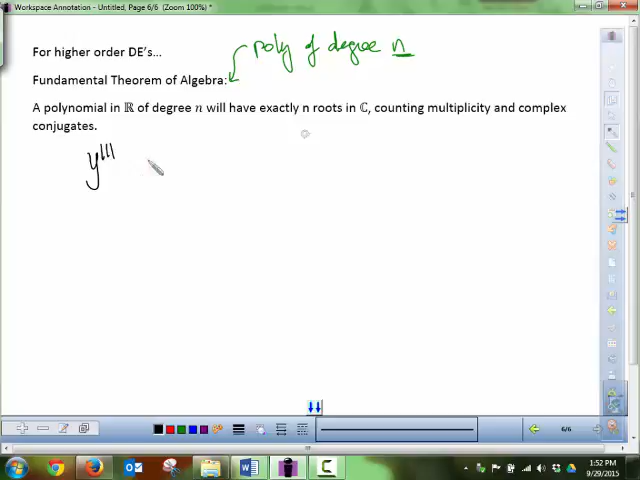 Workspace Annotation - Untitled, Page 6/6 (Zoom 100%) *
For higher order DE's...
poly of degree n
Fundamental Theorem of Algebra:
A polynomial in ℝ of degree n will have exactly n roots in ℂ, counting multiplicity and complex
conjugates.
y'''
6/6
1:52 PM
9/29/2015